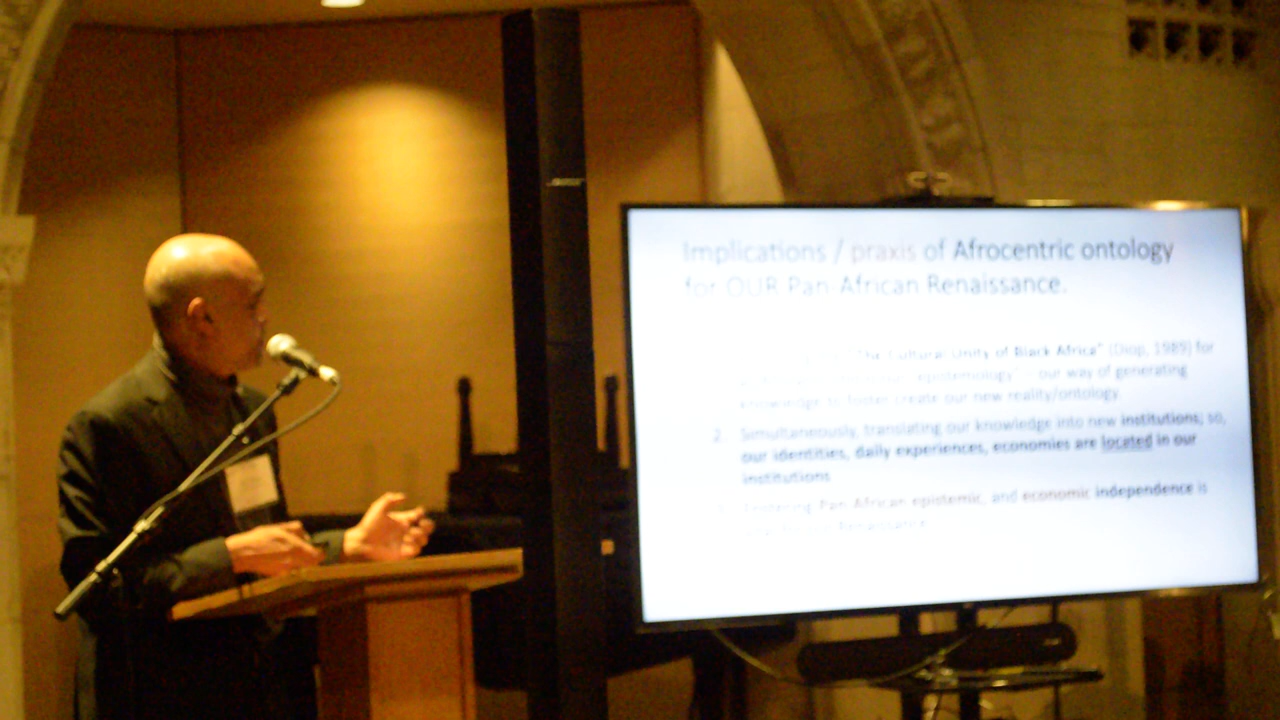 Implications / praxis of Afrocentric ontology
for OUR Pan African Renaissance.
"The Cultural Unity of Black Africa" (Diop, 1989) for
"epistemology" – our way of generating
knowledge to foster create our new reality/ontology
2. Simultaneously, translating our knowledge into new institutions; so,
our identities, daily experiences, economies are located in our
institutions
Fostering Pan African epistemic, and economic independence is
Renaissance